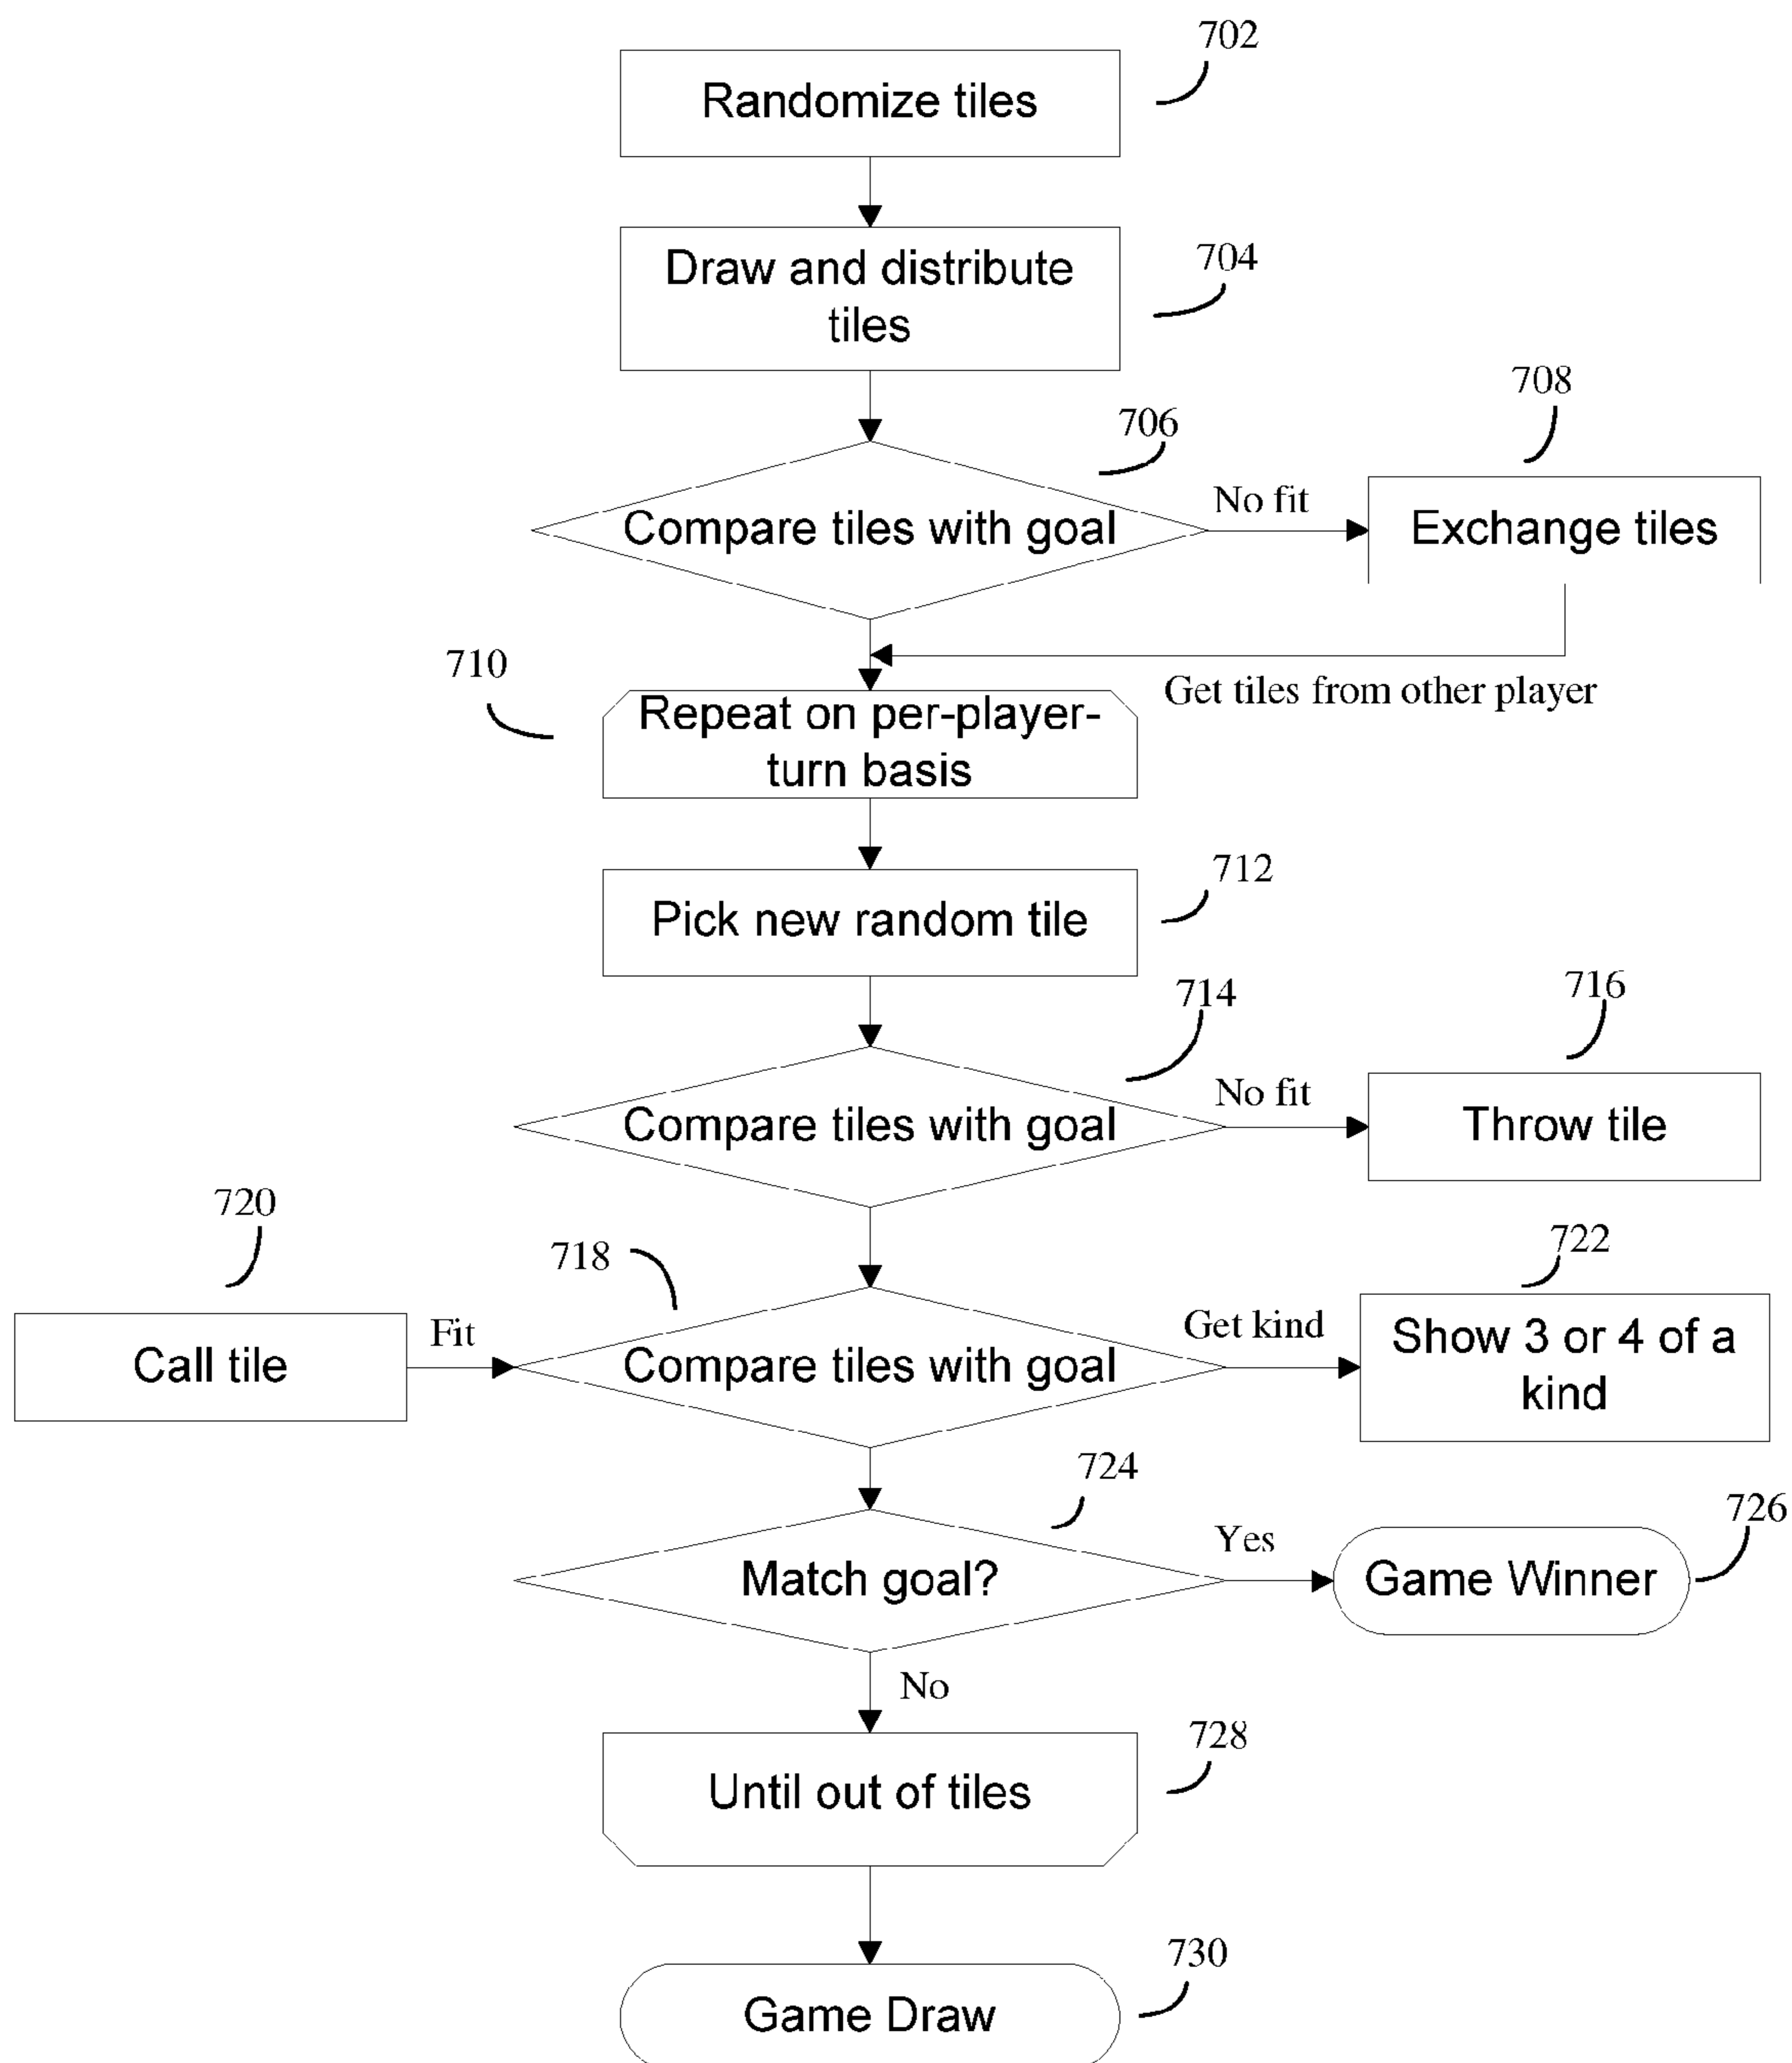 702
Randomize tiles
704
Draw and distribute
tiles
708
706
No fit
Compare tiles with goal
Exchange tiles
710
Get tiles from other player
Repeat on per-player-
turn basis
712
Pick new random tile
714
716
No fit
Compare tiles with goal
Throw tile
720
718
722
Fit
Get kind
Call tile
Compare tiles with goal
Show 3 or 4 of a
kind
724
726
Yes
Match goal?
Game Winner
No
728
Until out of tiles
730
Game Draw